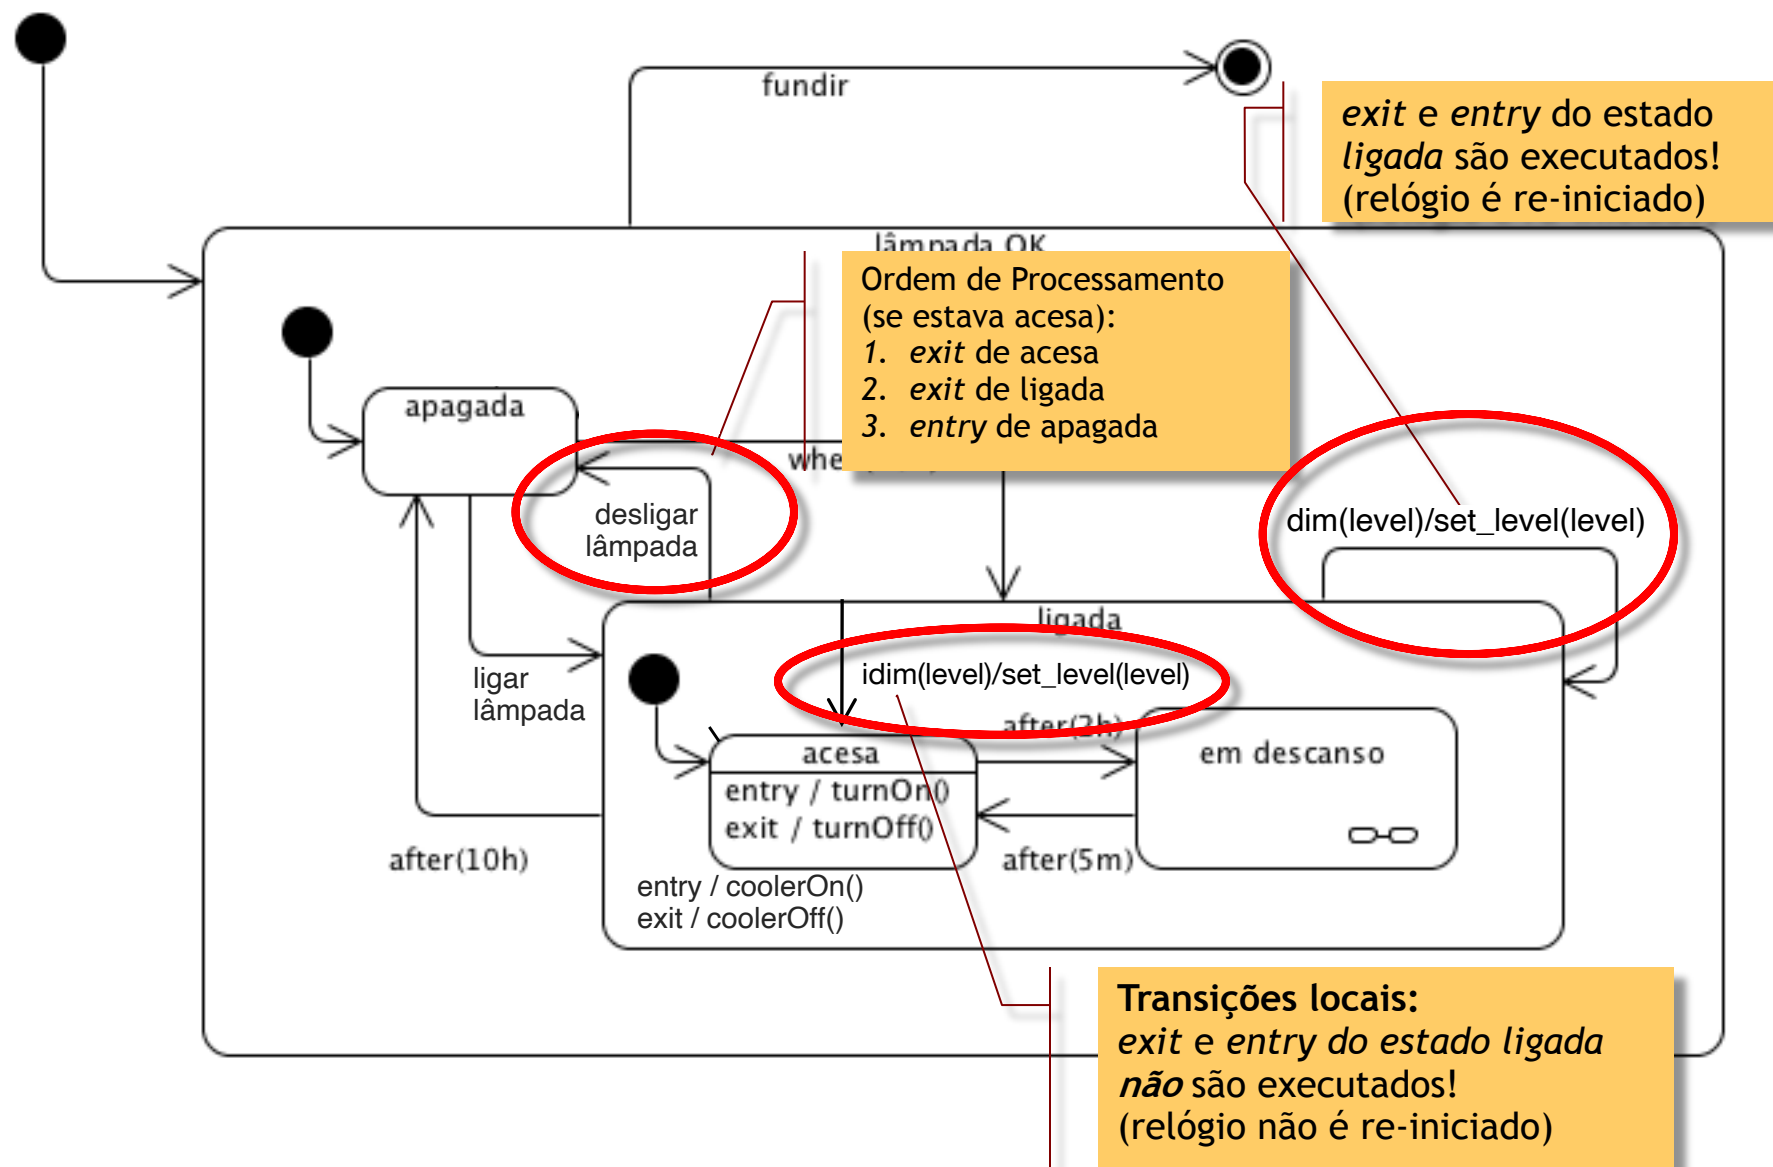 fundir
exit e entry do estado
ligada são executados!
(relógio é re-iniciado)
lâmpada OK
Ordem de Processamento
(se estava acesa):
1. exit de acesa
2. exit de ligada
3. entry de apagada
apagada
desligar
lâmpada
dim(level)/set_level(level)
ligada
ligar
lâmpada
idim(level)/set_level(level)
after(2h)
acesa
entry / turnOn()
exit / turnOff()
em descanso
after(10h)
after(5m)
entry / coolerOn()
exit / coolerOff()
Transições locais:
exit e entry do estado ligada
não são executados!
(relógio não é re-iniciado)